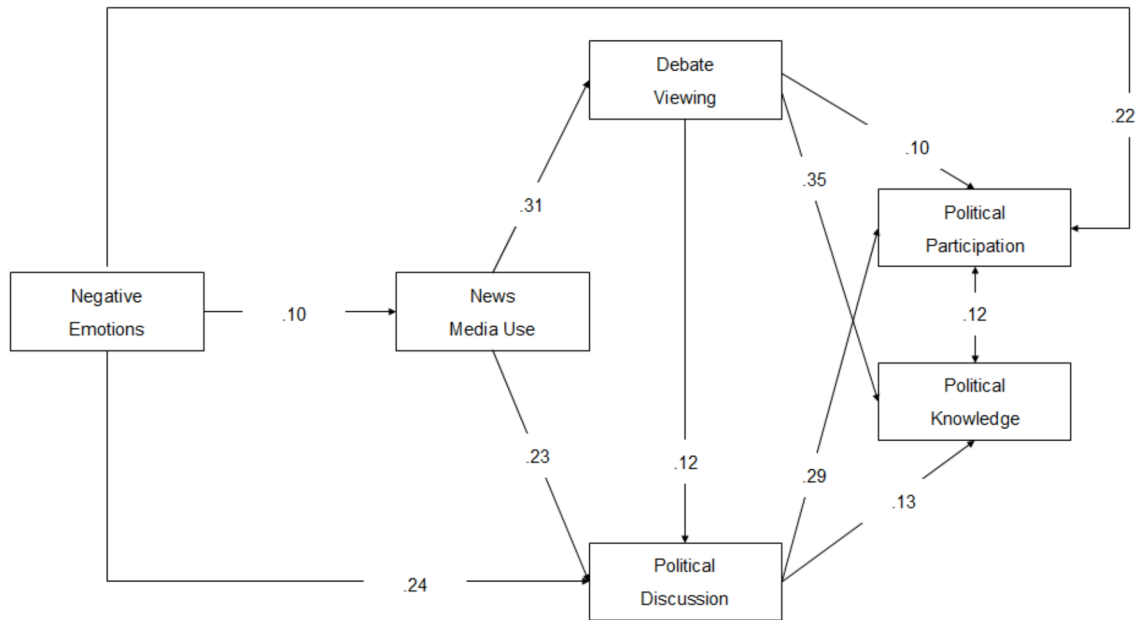 Debate
Viewing
.22
.10
.35
Political
Participation
.31
Negative
Emotions
.10
News
Media Use
.12
Political
Knowledge
.23
.12
.29
.13
.24
Political
Discussion